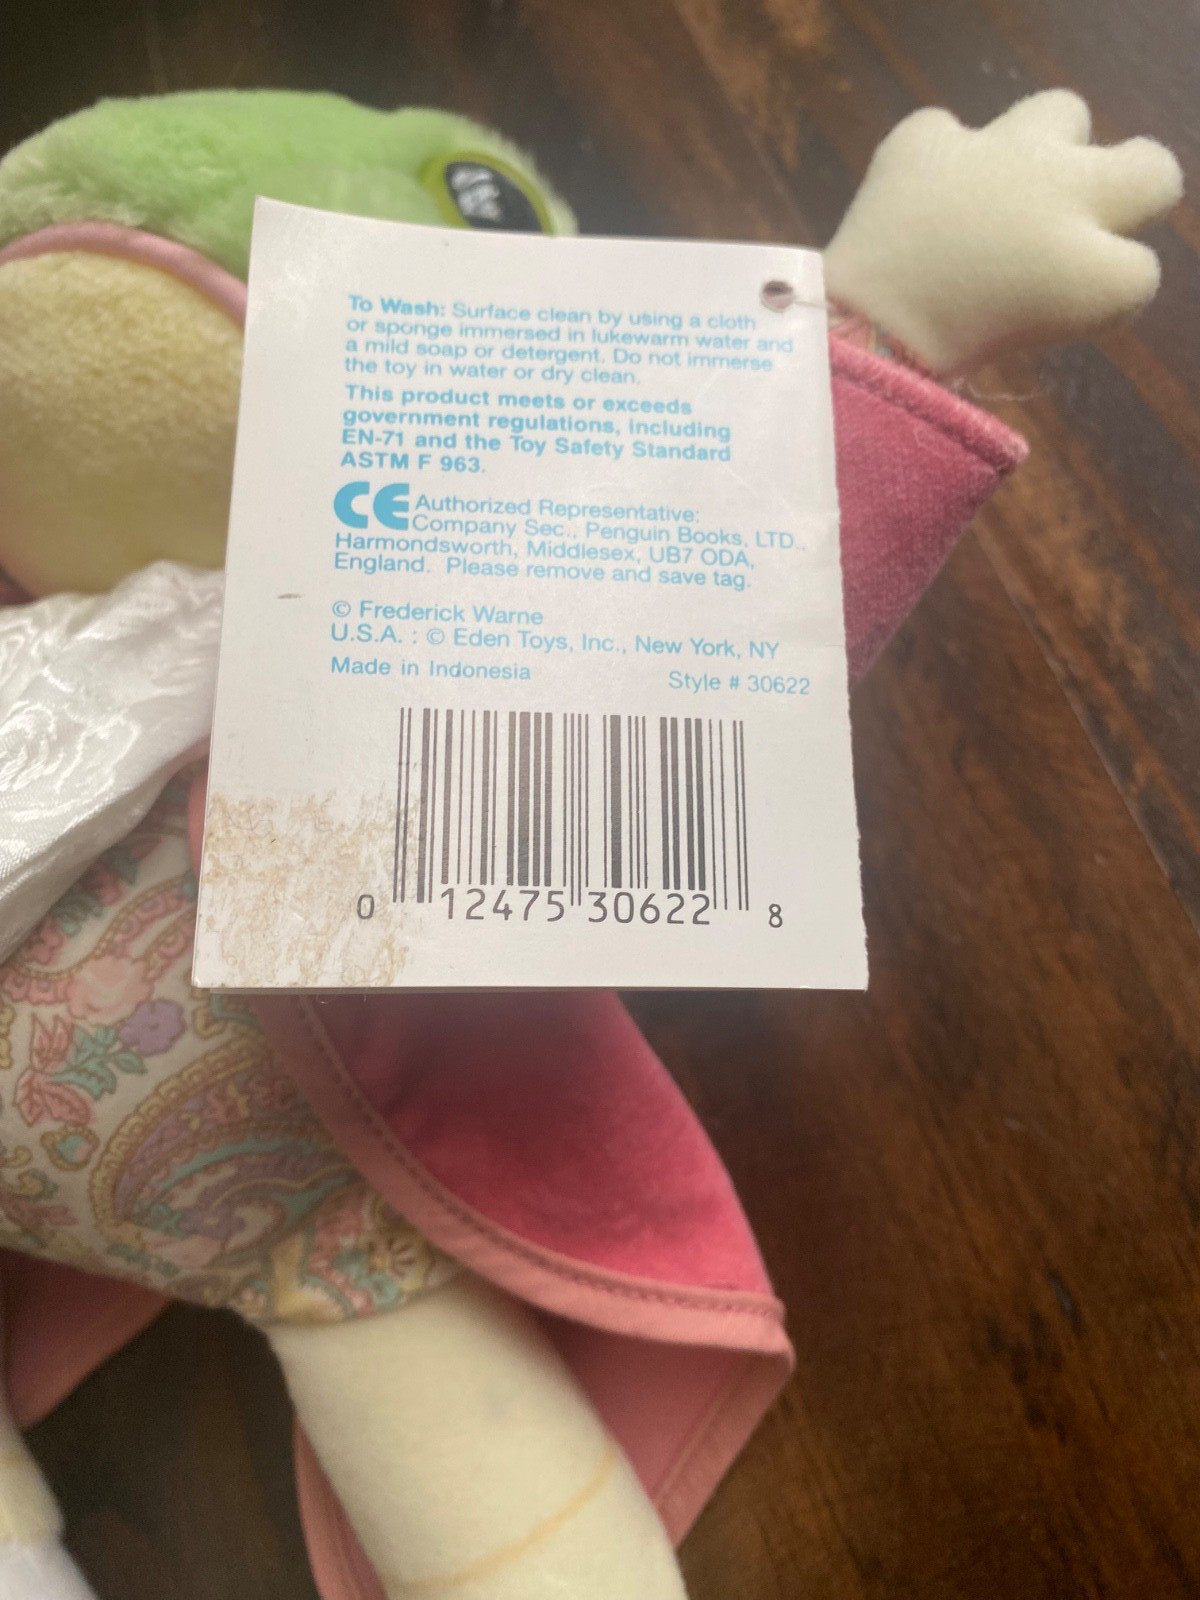 To Wash: Surface clean by using a cloth
or sponge immersed in lukewarm water and
a mild soap or detergent. Do not immerse
the toy in water or dry clean.
This product meets or exceeds
government regulations, including
EN-71 and the Toy Safety Standard
ASTM F 963.
CE Authorized Representative:
Company Sec., Penguin Books, LTD.,
Harmondsworth, Middlesex, UB7 ODA,
England. Please remove and save tag.
© Frederick Warne
U.S.A. : © Eden Toys, Inc., New York, NY
Made in Indonesia Style # 30622
0 12475 30622 8